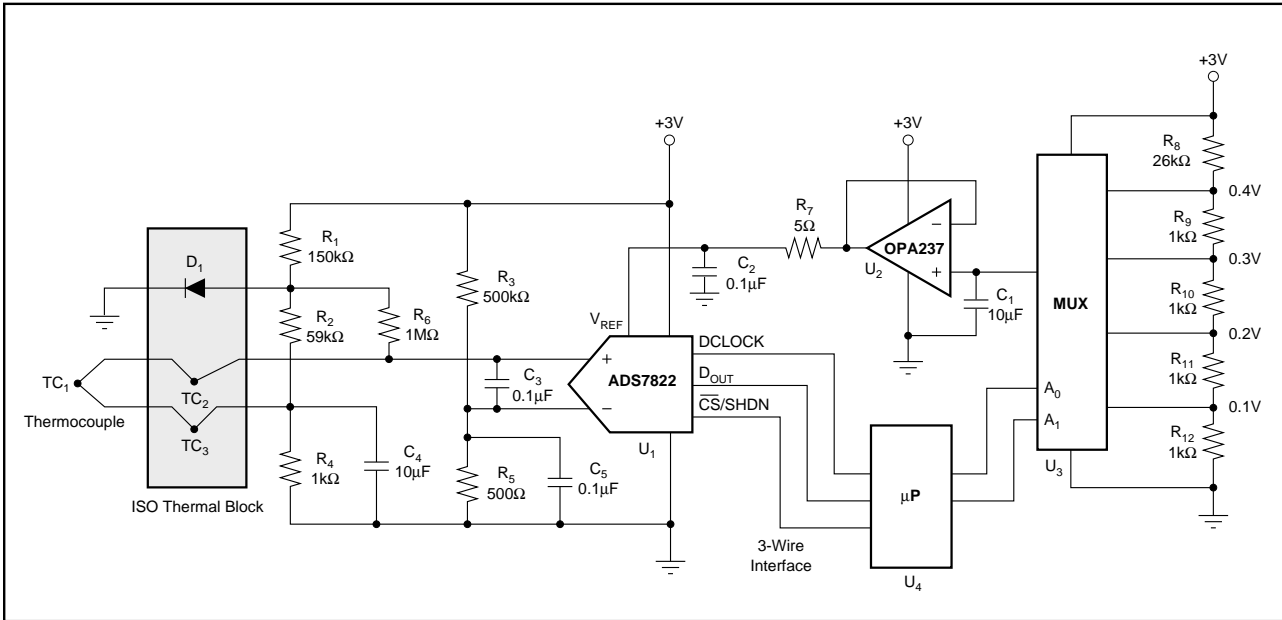 +3V
R8
26kΩ
0.4V
R9
1kΩ
0.3V
R10
1kΩ
0.2V
R11
1kΩ
0.1V
R12
1kΩ
MUX
A0
A1
U3
+3V
OPA237
−
+
U2
C1
10µF
R7
5Ω
C2
0.1µF
+3V
VREF
DCLOCK
DOUT
CS/SHDN
ADS7822
+
−
U1
R1
150kΩ
D1
R2
59kΩ
R6
1MΩ
R3
500kΩ
C3
0.1µF
TC1
TC2
Thermocouple
TC3
R4
1kΩ
C4
10µF
R5
500Ω
C5
0.1µF
ISO Thermal Block
3-Wire
Interface
µP
U4